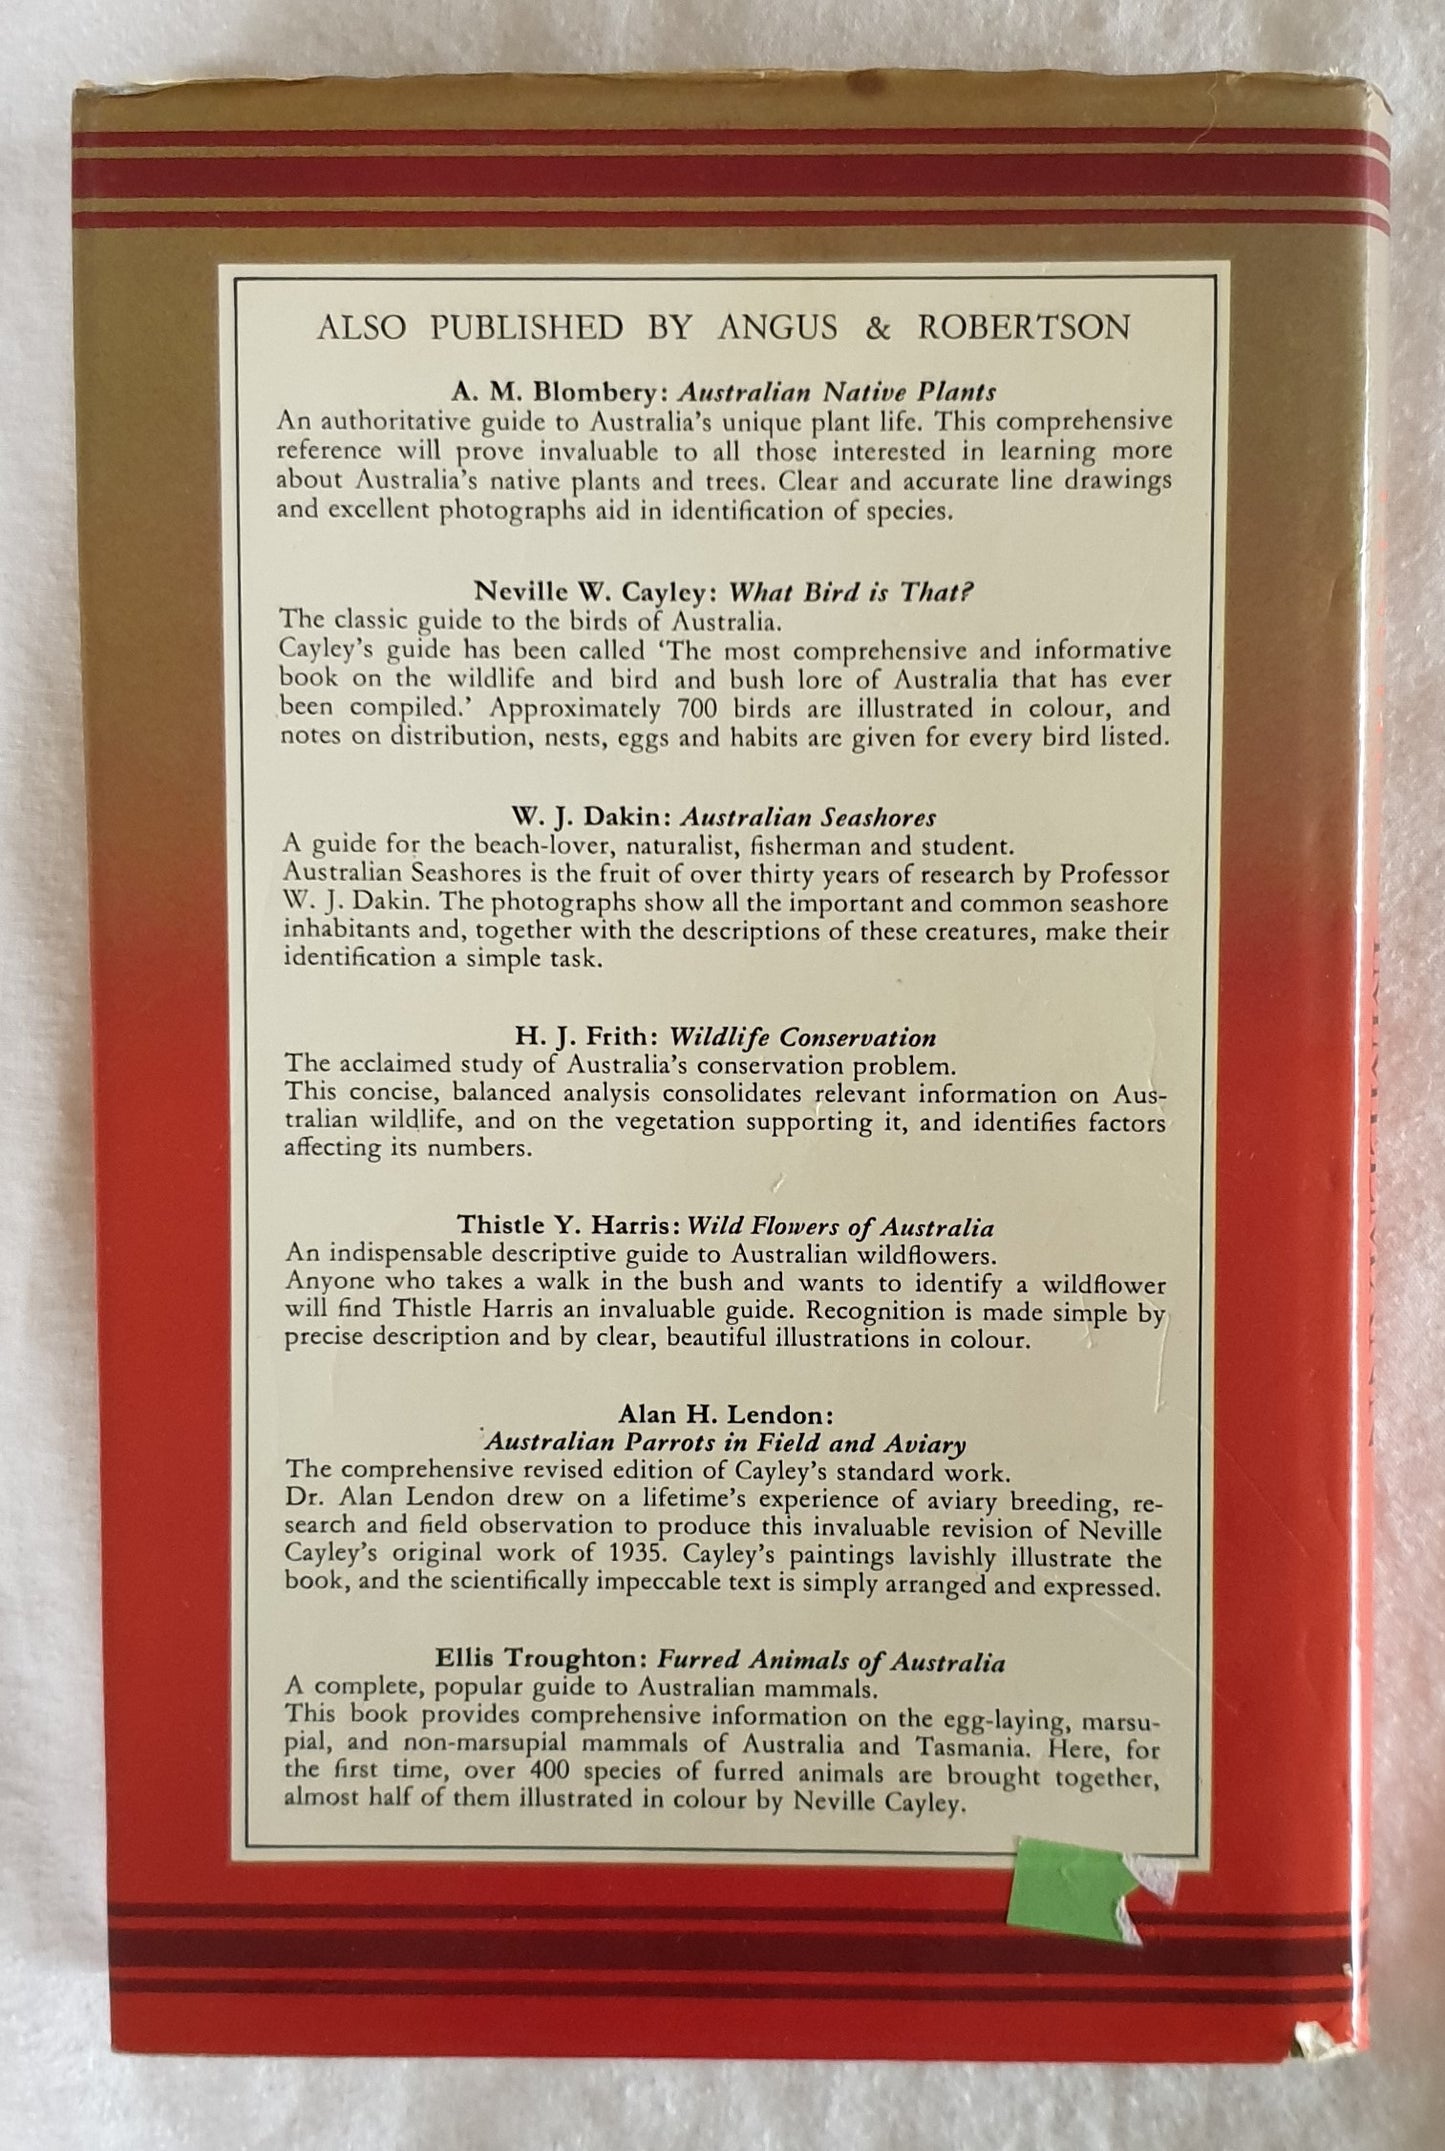 ALSO PUBLISHED BY ANGUS & ROBERTSON
A. M. Blombery: Australian Native Plants
An authoritative guide to Australia's unique plant life. This comprehensive
reference will prove invaluable to all those interested in learning more
about Australia's native plants and trees. Clear and accurate line drawings
and excellent photographs aid in identification of species.
Neville W. Cayley: What Bird is That?
The classic guide to the birds of Australia.
Cayley's guide has been called 'The most comprehensive and informative
book on the wildlife and bird and bush lore of Australia that has ever
been compiled.' Approximately 700 birds are illustrated in colour, and
notes on distribution, nests, eggs and habits are given for every bird listed.
W. J. Dakin: Australian Seashores
A guide for the beach-lover, naturalist, fisherman and student.
Australian Seashores is the fruit of over thirty years of research by Professor
W. J. Dakin. The photographs show all the important and common seashore
inhabitants and, together with the descriptions of these creatures, make their
identification a simple task.
H. J. Frith: Wildlife Conservation
The acclaimed study of Australia's conservation problem.
This concise, balanced analysis consolidates relevant information on Aus-
tralian wildlife, and on the vegetation supporting it, and identifies factors
affecting its numbers.
Thistle Y. Harris: Wild Flowers of Australia
An indispensable descriptive guide to Australian wildflowers.
Anyone who takes a walk in the bush and wants to identify a wildflower
will find Thistle Harris an invaluable guide. Recognition is made simple by
precise description and by clear, beautiful illustrations in colour.
Alan H. Lendon:
Australian Parrots in Field and Aviary
The comprehensive revised edition of Cayley's standard work.
Dr. Alan Lendon drew on a lifetime's experience of aviary breeding, re-
search and field observation to produce this invaluable revision of Neville
Cayley's original work of 1935. Cayley's paintings lavishly illustrate the
book, and the scientifically impeccable text is simply arranged and expressed.
Ellis Troughton: Furred Animals of Australia
A complete, popular guide to Australian mammals.
This book provides comprehensive information on the egg-laying, marsu-
pial, and non-marsupial mammals of Australia and Tasmania. Here, for
the first time, over 400 species of furred animals are brought together,
almost half of them illustrated in colour by Neville Cayley.